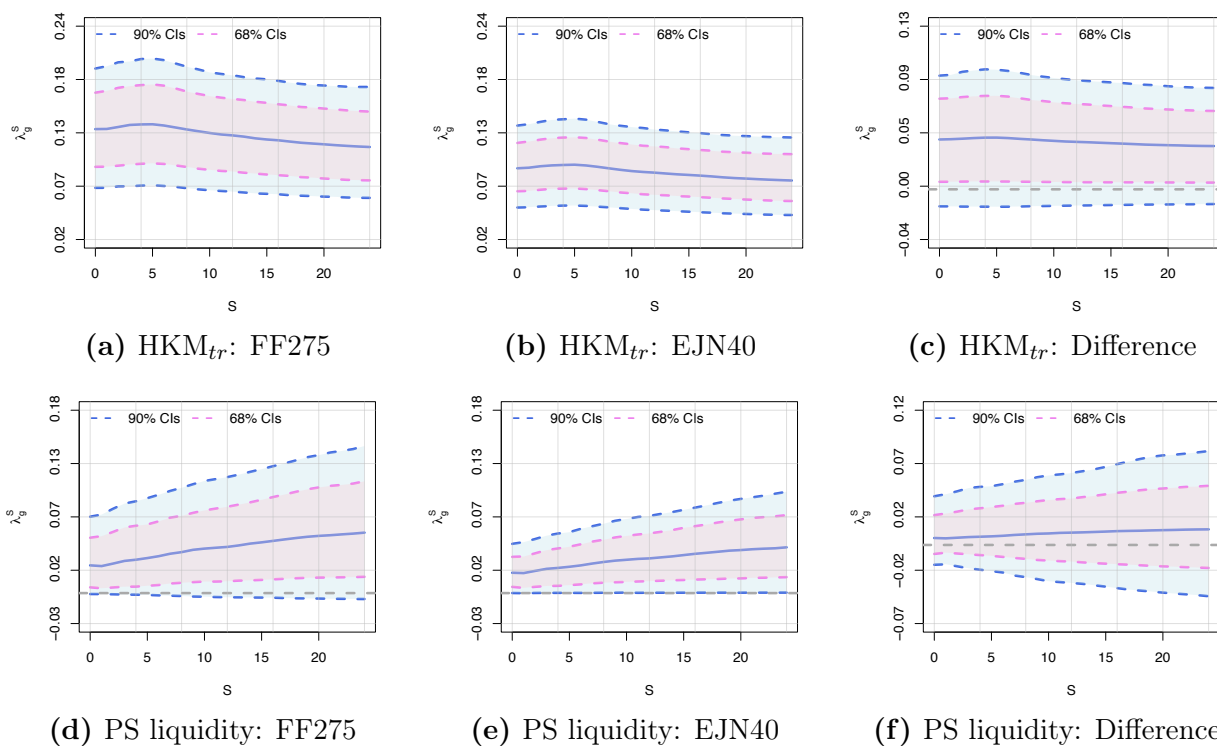 90% CIs 68% CIs
0.24
0.18
0.13
0.07
0.02
λ_g^S
0 5 10 15 20
S
(a) HKM_tr: FF275
90% CIs 68% CIs
0.24
0.18
0.13
0.07
0.02
λ_g^S
0 5 10 15 20
S
(b) HKM_tr: EJN40
90% CIs 68% CIs
0.13
0.09
0.05
0.00
−0.04
λ_g^S
0 5 10 15 20
S
(c) HKM_tr: Difference
90% CIs 68% CIs
0.18
0.13
0.07
0.02
−0.03
λ_g^S
0 5 10 15 20
S
(d) PS liquidity: FF275
90% CIs 68% CIs
0.18
0.13
0.07
0.02
−0.03
λ_g^S
0 5 10 15 20
S
(e) PS liquidity: EJN40
90% CIs 68% CIs
0.12
0.07
0.02
−0.02
−0.07
λ_g^S
0 5 10 15 20
S
(f) PS liquidity: Difference